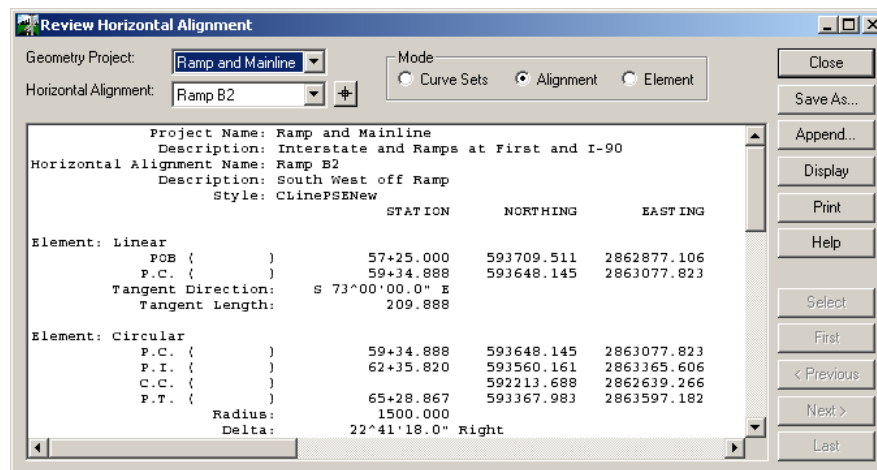 Review Horizontal Alignment
Geometry Project: Ramp and Mainline
Horizontal Alignment: Ramp B2
Mode
Curve Sets Alignment Element
Close
Save As...
Append...
Display
Print
Help
Select
First
< Previous
Next >
Last
Project Name: Ramp and Mainline
Description: Interstate and Ramps at First and I-90
Horizontal Alignment Name: Ramp B2
Description: South West off Ramp
Style: CLinePSENew
STATION NORTHING EASTING
Element: Linear
POB ( ) 57+25.000 593709.511 2862877.106
P.C. ( ) 59+34.888 593648.145 2863077.823
Tangent Direction: S 73^00'00.0" E
Tangent Length: 209.888
Element: Circular
P.C. ( ) 59+34.888 593648.145 2863077.823
P.I. ( ) 62+35.820 593560.161 2863365.606
C.C. ( ) 592213.688 2862639.266
P.T. ( ) 65+28.867 593367.983 2863597.182
Radius: 1500.000
Delta: 22^41'18.0" Right